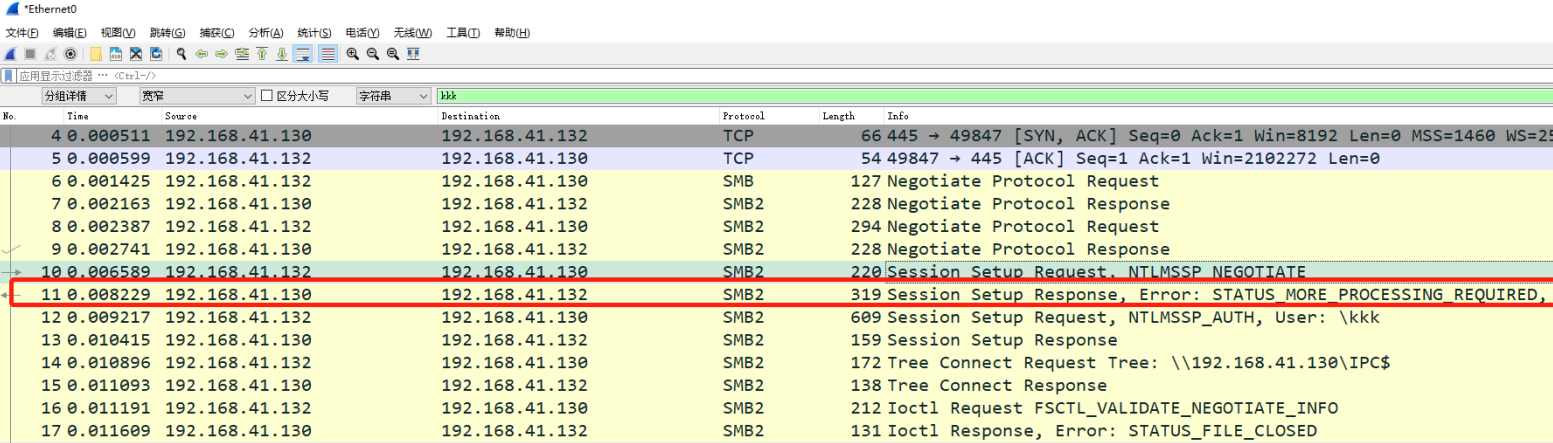 *Ethernet0
文件(F) 编辑(E) 视图(V) 跳转(G) 捕获(C) 分析(A) 统计(S) 电话(Y) 无线(W) 工具(T) 帮助(H)
应用显示过滤器 … <Ctrl-/>
分组详情 宽窄 区分大小写 字符串 kkk
No. Time Source Destination Protocol Length Info
4 0.000511 192.168.41.130 192.168.41.132 TCP 66 445 → 49847 [SYN, ACK] Seq=0 Ack=1 Win=8192 Len=0 MSS=1460 WS=25
5 0.000599 192.168.41.132 192.168.41.130 TCP 54 49847 → 445 [ACK] Seq=1 Ack=1 Win=2102272 Len=0
6 0.001425 192.168.41.132 192.168.41.130 SMB 127 Negotiate Protocol Request
7 0.002163 192.168.41.130 192.168.41.132 SMB2 228 Negotiate Protocol Response
8 0.002387 192.168.41.132 192.168.41.130 SMB2 294 Negotiate Protocol Request
9 0.002741 192.168.41.130 192.168.41.132 SMB2 228 Negotiate Protocol Response
10 0.006589 192.168.41.132 192.168.41.130 SMB2 220 Session Setup Request, NTLMSSP_NEGOTIATE
11 0.008229 192.168.41.130 192.168.41.132 SMB2 319 Session Setup Response, Error: STATUS_MORE_PROCESSING_REQUIRED,
12 0.009217 192.168.41.132 192.168.41.130 SMB2 609 Session Setup Request, NTLMSSP_AUTH, User: \kkk
13 0.010415 192.168.41.130 192.168.41.132 SMB2 159 Session Setup Response
14 0.010896 192.168.41.132 192.168.41.130 SMB2 172 Tree Connect Request Tree: \\192.168.41.130\IPC$
15 0.011093 192.168.41.130 192.168.41.132 SMB2 138 Tree Connect Response
16 0.011191 192.168.41.132 192.168.41.130 SMB2 212 Ioctl Request FSCTL_VALIDATE_NEGOTIATE_INFO
17 0.011609 192.168.41.130 192.168.41.132 SMB2 131 Ioctl Response, Error: STATUS_FILE_CLOSED